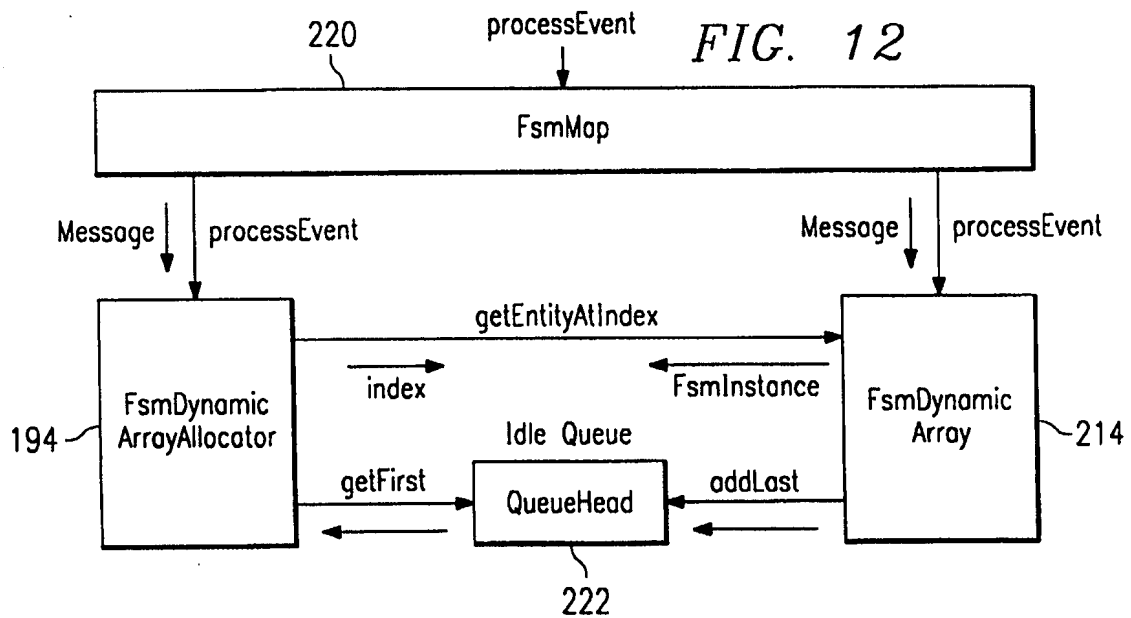 processEvent
FIG. 12
220
FsmMap
Message
processEvent
Message
processEvent
getEntityAtIndex
index
FsmInstance
FsmDynamic
ArrayAllocator
194
FsmDynamic
Array
214
Idle Queue
getFirst
QueueHead
addLast
222